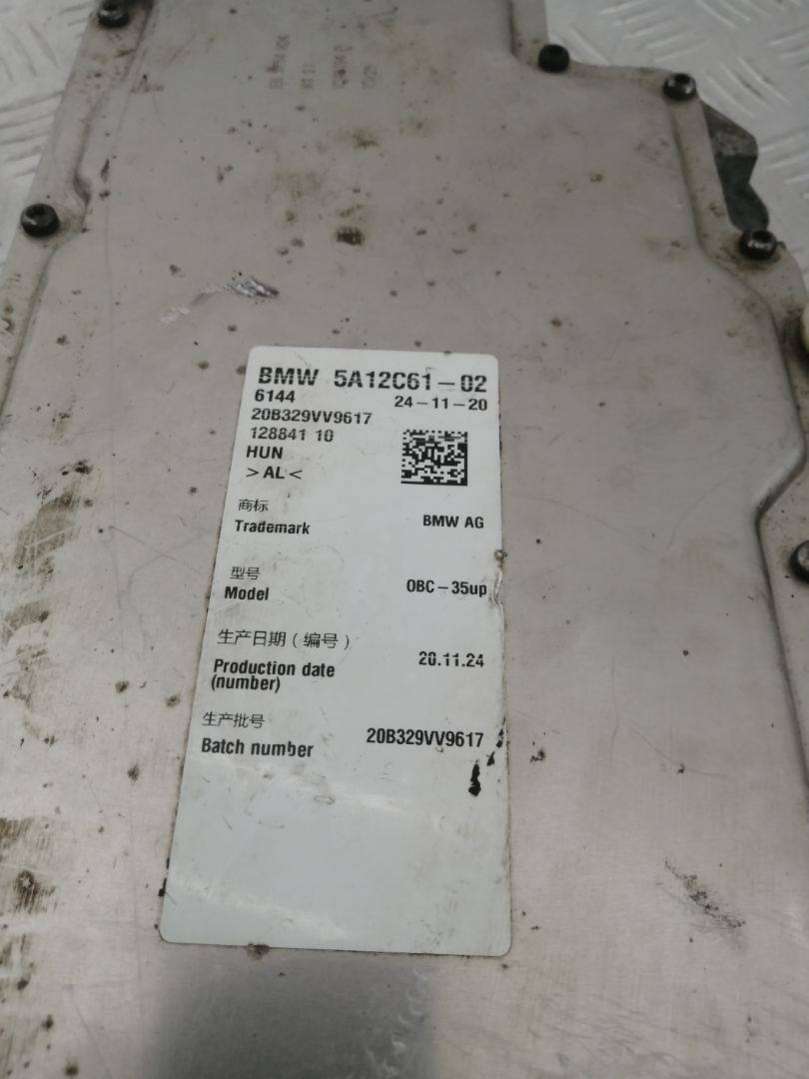 BMW 5A12C61-02
6144 24-11-20
20B329VV9617
128841 10
HUN
>AL<
商标
Trademark BMW AG
型号
Model OBC-35up
生产日期（编号）
Production date
(number) 20.11.24
生产批号
Batch number 20B329VV9617